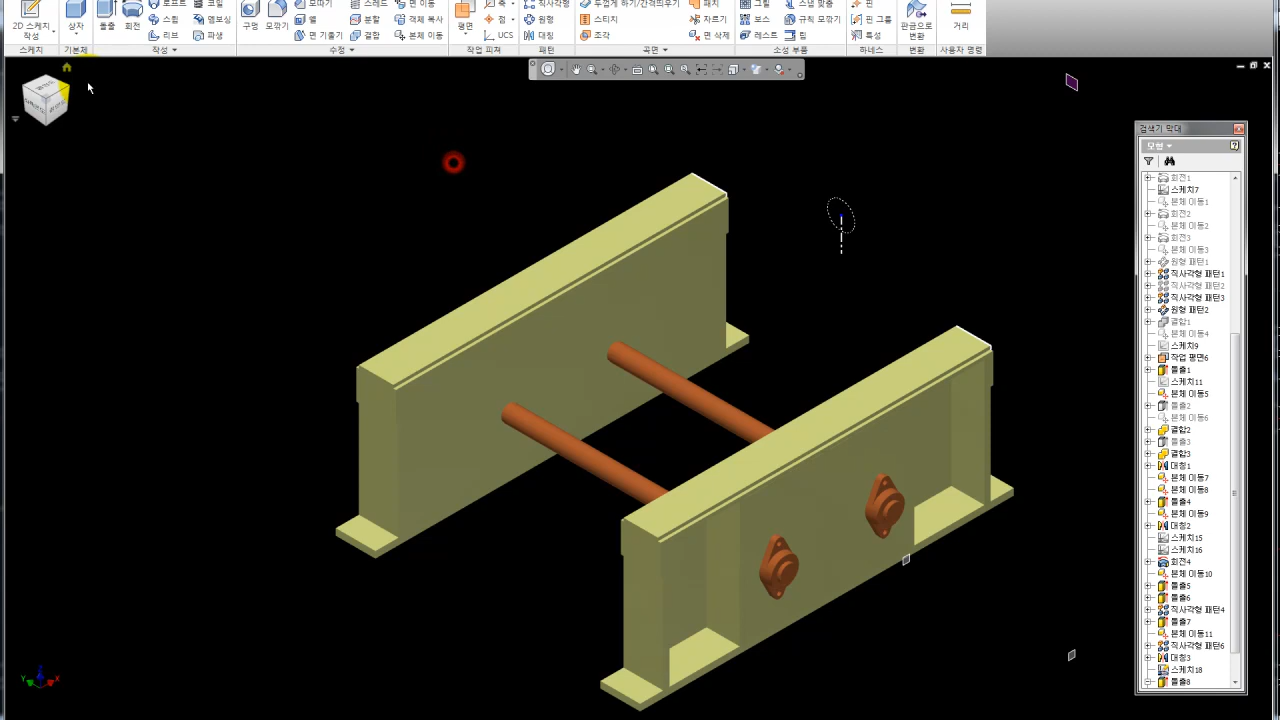 로프트 코일 모따기 스레드 면 이동 축 직사각형 두껍게 하기/간격띄우기 패치 그릴 스냅 맞춤 핀
2D 스케치 작성 상자 돌출 회전 스윕 엠보싱 구멍 모깎기 쉘 분할 객체 복사 평면 점 원형 스티치 자르기 보스 규칙 모깎기 핀 그룹 판금으로 변환 거리
리브 파생 면 기울기 결합 본체 이동 UCS 대칭 조각 면 삭제 레스트 립 특성
스케치 기본체 작성 수정 작업 피쳐 패턴 곡면 소성 부품 하네스 변환 사용자 명령
검색기 막대
모형
회전1
스케치7
본체 이동1
회전2
본체 이동2
회전3
본체 이동3
원형 패턴1
직사각형 패턴1
직사각형 패턴2
직사각형 패턴3
원형 패턴2
결합1
본체 이동4
스케치9
작업 평면6
돌출1
스케치11
본체 이동5
돌출2
본체 이동6
결합2
돌출3
결합3
대칭1
본체 이동7
본체 이동8
돌출4
본체 이동9
대칭2
스케치15
스케치16
회전4
본체 이동10
돌출5
돌출6
직사각형 패턴4
돌출7
본체 이동11
직사각형 패턴6
대칭3
스케치18
돌출8
Y Z X